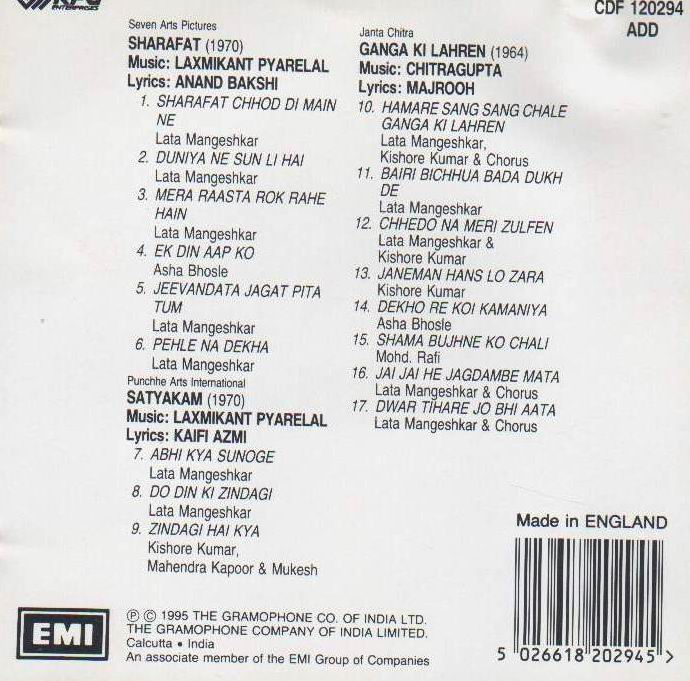 RPG
ENTERPRISES
CDF 120294
ADD
Seven Arts Pictures
SHARAFAT (1970)
Music: LAXMIKANT PYARELAL
Lyrics: ANAND BAKSHI
1. SHARAFAT CHHOD DI MAIN
NE
Lata Mangeshkar
2. DUNIYA NE SUN LI HAI
Lata Mangeshkar
3. MERA RAASTA ROK RAHE
HAIN
Lata Mangeshkar
4. EK DIN AAP KO
Asha Bhosle
5. JEEVANDATA JAGAT PITA
TUM
Lata Mangeshkar
6. PEHLE NA DEKHA
Lata Mangeshkar
Punchhe Arts International
SATYAKAM (1970)
Music: LAXMIKANT PYARELAL
Lyrics: KAIFI AZMI
7. ABHI KYA SUNOGE
Lata Mangeshkar
8. DO DIN KI ZINDAGI
Lata Mangeshkar
9. ZINDAGI HAI KYA
Kishore Kumar,
Mahendra Kapoor & Mukesh
Janta Chitra
GANGA KI LAHREN (1964)
Music: CHITRAGUPTA
Lyrics: MAJROOH
10. HAMARE SANG SANG CHALE
GANGA KI LAHREN
Lata Mangeshkar,
Kishore Kumar & Chorus
11. BAIRI BICHHUA BADA DUKH
DE
Lata Mangeshkar
12. CHHEDO NA MERI ZULFEN
Lata Mangeshkar &
Kishore Kumar
13. JANEMAN HANS LO ZARA
Kishore Kumar
14. DEKHO RE KOI KAMANIYA
Asha Bhosle
15. SHAMA BUJHNE KO CHALI
Mohd. Rafi
16. JAI JAI HE JAGDAMBE MATA
Lata Mangeshkar & Chorus
17. DWAR TIHARE JO BHI AATA
Lata Mangeshkar & Chorus
Made in ENGLAND
5 026618 202945 >
EMI
Ⓟ © 1995 THE GRAMOPHONE CO. OF INDIA LTD.
THE GRAMOPHONE COMPANY OF INDIA LIMITED.
Calcutta • India
An associate member of the EMI Group of Companies